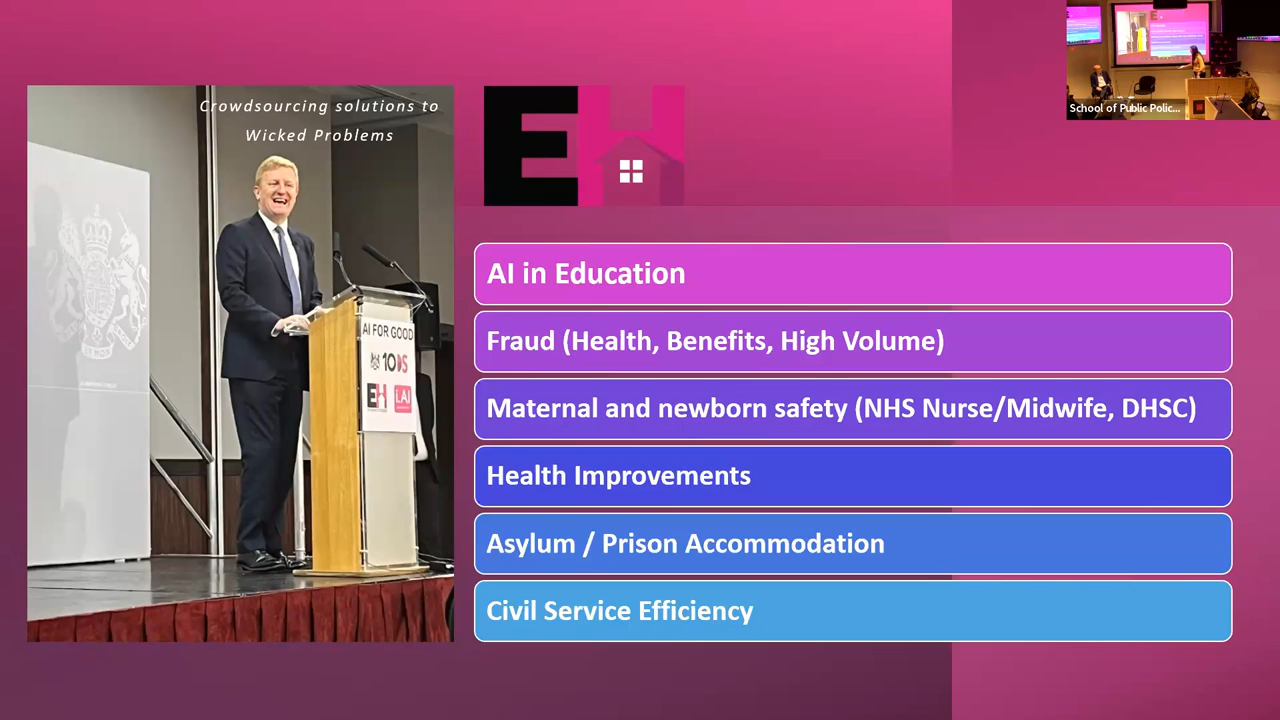 Crowdsourcing solutions to
Wicked Problems
AI FOR GOOD
10DS
EH
i.AI
EH
AI in Education
Fraud (Health, Benefits, High Volume)
Maternal and newborn safety (NHS Nurse/Midwife, DHSC)
Health Improvements
Asylum / Prison Accommodation
Civil Service Efficiency
School of Public Polic...